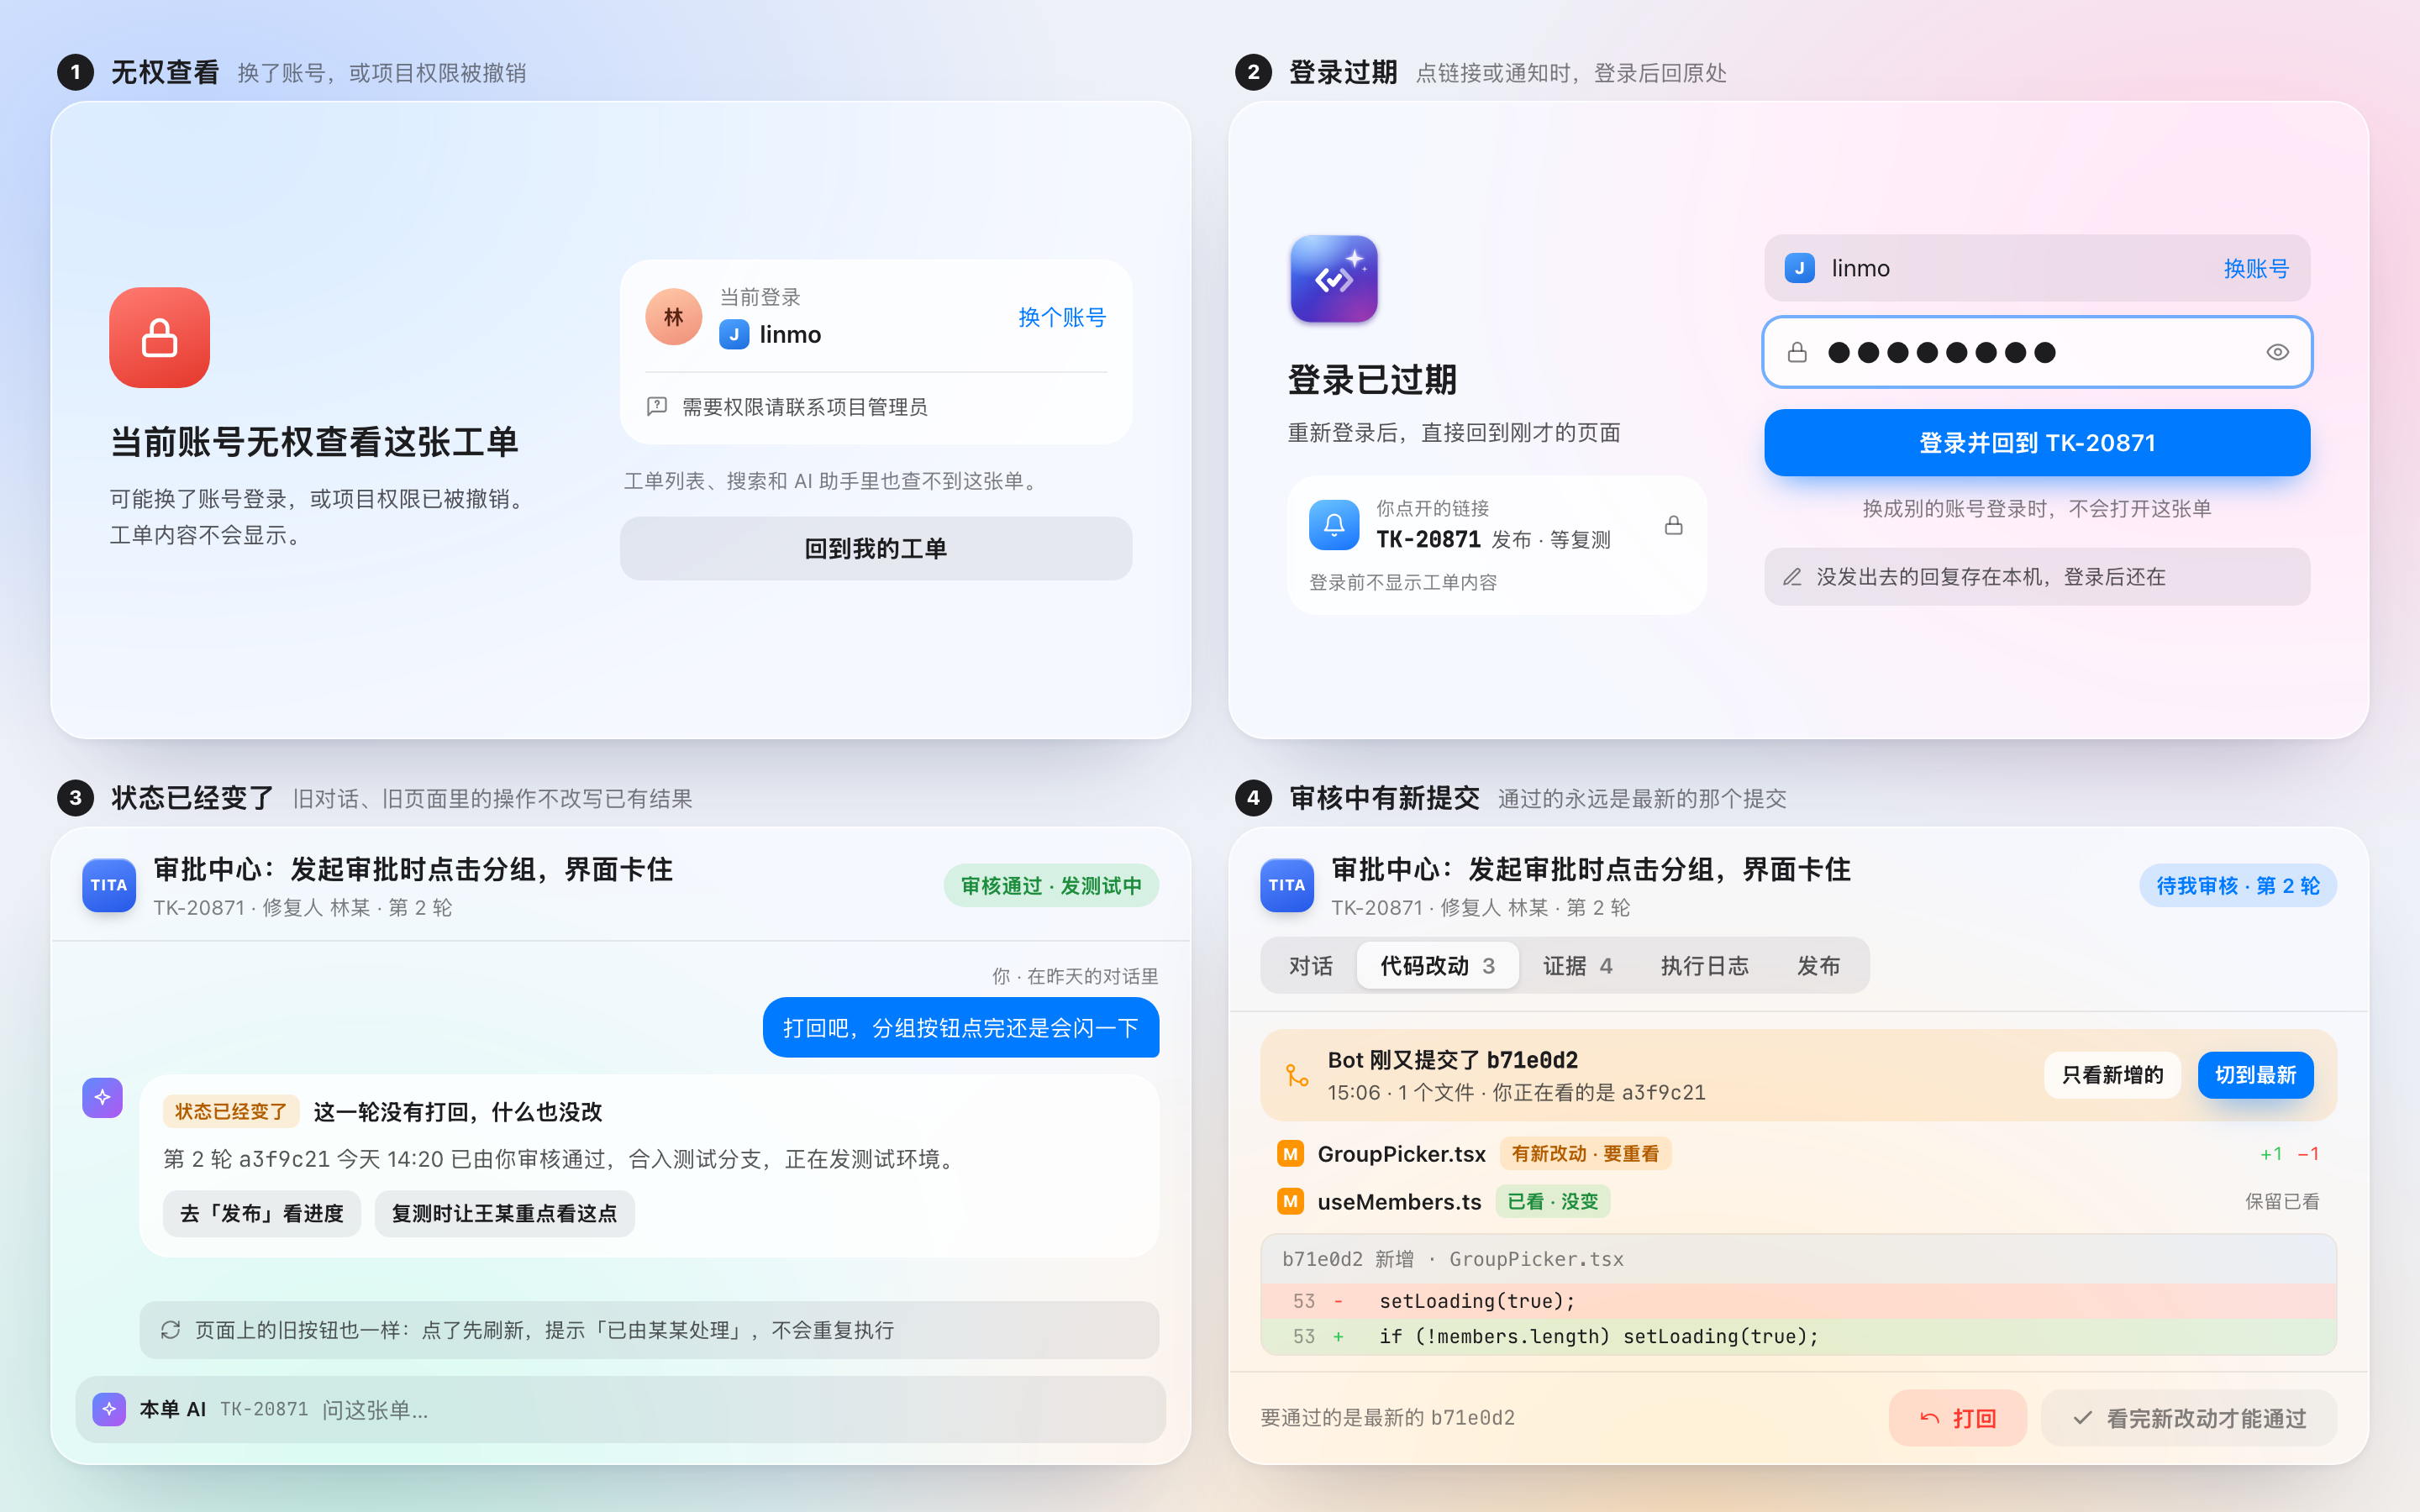 1 无权查看 换了账号，或项目权限被撤销
当前账号无权查看这张工单
可能换了账号登录，或项目权限已被撤销。
工单内容不会显示。
林
当前登录
J linmo
换个账号
需要权限请联系项目管理员
工单列表、搜索和 AI 助手里也查不到这张单。
回到我的工单
2 登录过期 点链接或通知时，登录后回原处
登录已过期
重新登录后，直接回到刚才的页面
你点开的链接
TK-20871 发布 · 等复测
登录前不显示工单内容
J linmo 换账号
登录并回到 TK-20871
换成别的账号登录时，不会打开这张单
没发出去的回复存在本机，登录后还在
3 状态已经变了 旧对话、旧页面里的操作不改写已有结果
TITA
审批中心：发起审批时点击分组，界面卡住
TK-20871 · 修复人 林某 · 第 2 轮
审核通过 · 发测试中
你 · 在昨天的对话里
打回吧，分组按钮点完还是会闪一下
状态已经变了 这一轮没有打回，什么也没改
第 2 轮 a3f9c21 今天 14:20 已由你审核通过，合入测试分支，正在发测试环境。
去「发布」看进度 复测时让王某重点看这点
页面上的旧按钮也一样：点了先刷新，提示「已由某某处理」，不会重复执行
本单 AI TK-20871 问这张单...
4 审核中有新提交 通过的永远是最新的那个提交
TITA
审批中心：发起审批时点击分组，界面卡住
TK-20871 · 修复人 林某 · 第 2 轮
待我审核 · 第 2 轮
对话 代码改动 3 证据 4 执行日志 发布
Bot 刚又提交了 b71e0d2
15:06 · 1 个文件 · 你正在看的是 a3f9c21
只看新增的 切到最新
M GroupPicker.tsx 有新改动 · 要重看 +1 −1
M useMembers.ts 已看 · 没变 保留已看
b71e0d2 新增 · GroupPicker.tsx
53 - setLoading(true);
53 + if (!members.length) setLoading(true);
要通过的是最新的 b71e0d2
打回 看完新改动才能通过